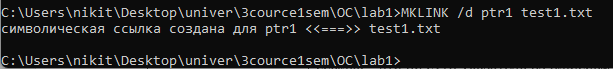 C:\Users\nikit\Desktop\univer\3cource1sem\OC\lab1>MKLINK /d ptr1 test1.txt
символическая ссылка создана для ptr1 <<===>> test1.txt
C:\Users\nikit\Desktop\univer\3cource1sem\OC\lab1>